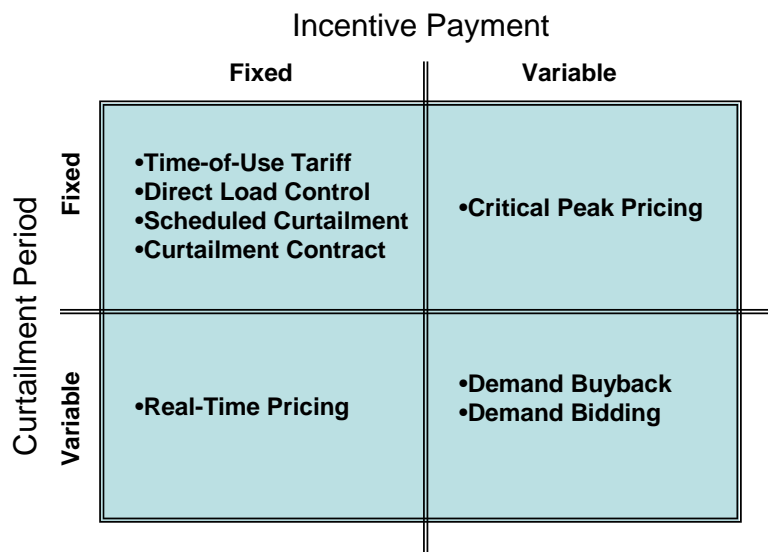 Incentive Payment
Fixed
Variable
Curtailment Period
Fixed
•Time-of-Use Tariff
•Direct Load Control
•Scheduled Curtailment
•Curtailment Contract
•Critical Peak Pricing
Variable
•Real-Time Pricing
•Demand Buyback
•Demand Bidding